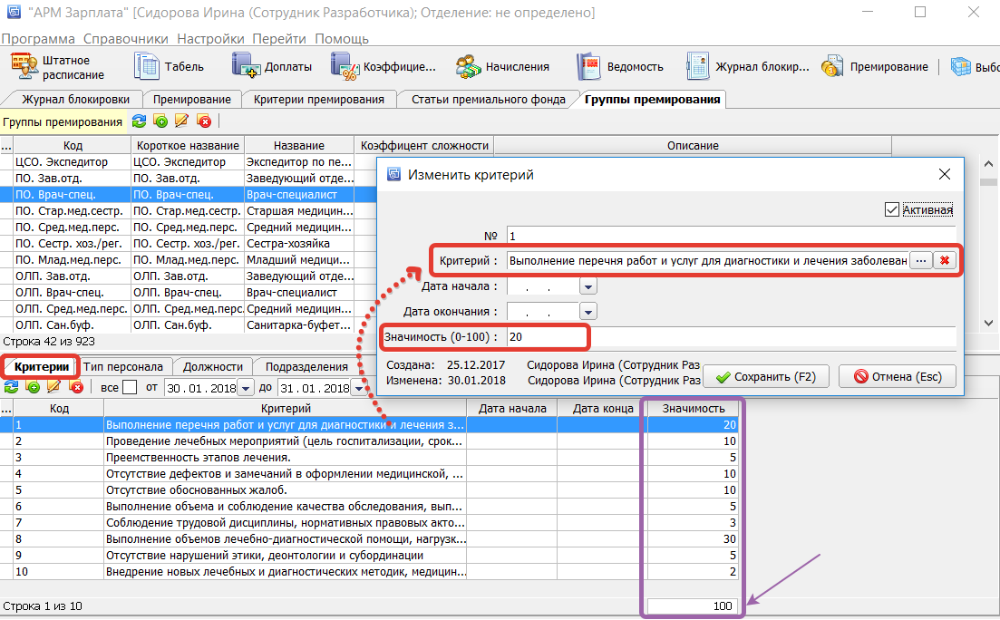 "АРМ Зарплата" [Сидорова Ирина (Сотрудник Разработчика); Отделение: не определено]
Программа Справочники Настройки Перейти Помощь
Штатное расписание Табель Доплаты Коэффицие... Начисления Ведомость Журнал блокир... Премирование Выбо
Журнал блокировки Премирование Критерии премирования Статьи премиального фонда Группы премирования
Группы премирования
... Код Короткое название Название Коэффицент сложности Описание
ЦСО. Экспедитор ЦСО. Экспедитор Экспедитор по пе...
ПО. Зав.отд. ПО. Зав.отд. Заведующий отде...
ПО. Врач-спец. ПО. Врач-спец. Врач-специалист
ПО. Стар.мед.сестр. ПО. Стар.мед.сестр. Старшая медицин...
ПО. Сред.мед.перс. ПО. Сред.мед.перс. Средний медицин...
ПО. Сестр. хоз./рег. ПО. Сестр. хоз./рег. Сестра-хозяйка
ПО. Млад.мед.перс. ПО. Млад.мед.перс. Младший медици...
ОЛП. Зав.отд. ОЛП. Зав.отд. Заведующий отде...
ОЛП. Врач-спец. ОЛП. Врач-спец. Врач-специалист
ОЛП. Сред.мед.перс. ОЛП. Сред.мед.перс. Средний медицин...
ОЛП. Сан.буф. ОЛП. Сан.буф. Санитарка-буфет...
Строка 42 из 923
Изменить критерий
Активная
№ 1
Критерий : Выполнение перечня работ и услуг для диагностики и лечения заболеван ...
Дата начала : . .
Дата окончания : . .
Значимость (0-100) : 20
Создана: 25.12.2017 Сидорова Ирина (Сотрудник Раз
Изменена: 30.01.2018 Сидорова Ирина (Сотрудник Раз
Сохранить (F2) Отмена (Esc)
Критерии Тип персонала Должности Подразделения
все от 30.01.2018 до 31.01.2018
... Код Критерий Дата начала Дата конца Значимость
1 Выполнение перечня работ и услуг для диагностики и лечения з... 20
2 Проведение лечебных мероприятий (цель госпитализации, срок... 10
3 Преемственность этапов лечения. 5
4 Отсутствие дефектов и замечаний в оформлении медицинской, ... 10
5 Отсутствие обоснованных жалоб. 10
6 Выполнение объема и соблюдение качества обследования, вып... 5
7 Соблюдение трудовой дисциплины, нормативных правовых акто... 3
8 Выполнение объемов лечебно-диагностической помощи, нагрузк... 30
9 Отсутствие нарушений этики, деонтологии и субординации 5
10 Внедрение новых лечебных и диагностических методик, медицин... 2
Строка 1 из 10 100